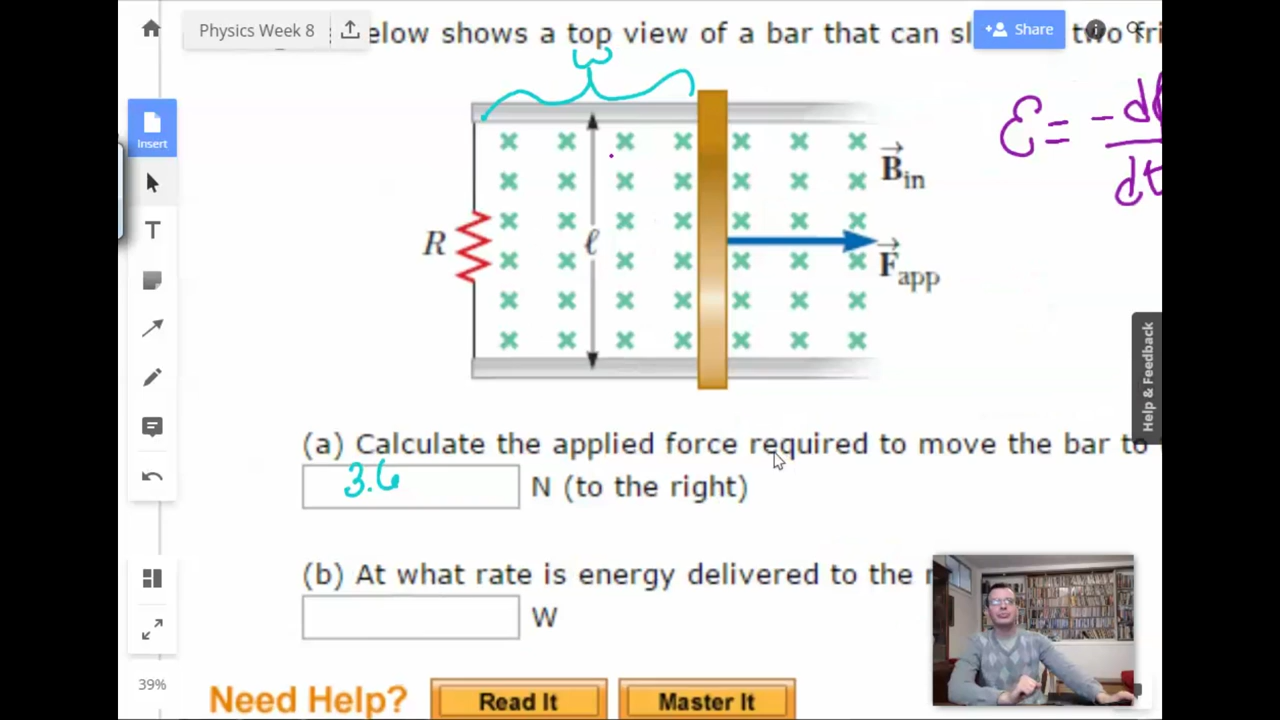 Physics Week 8
elow shows a top view of a bar that can sl
Share
two fri
w
Insert
T
ℰ = -d
dt
B⃗in
R
ℓ
F⃗app
Help & Feedback
(a) Calculate the applied force required to move the bar to
3.6
N (to the right)
(b) At what rate is energy delivered to the r
W
39%
Need Help?
Read It
Master It